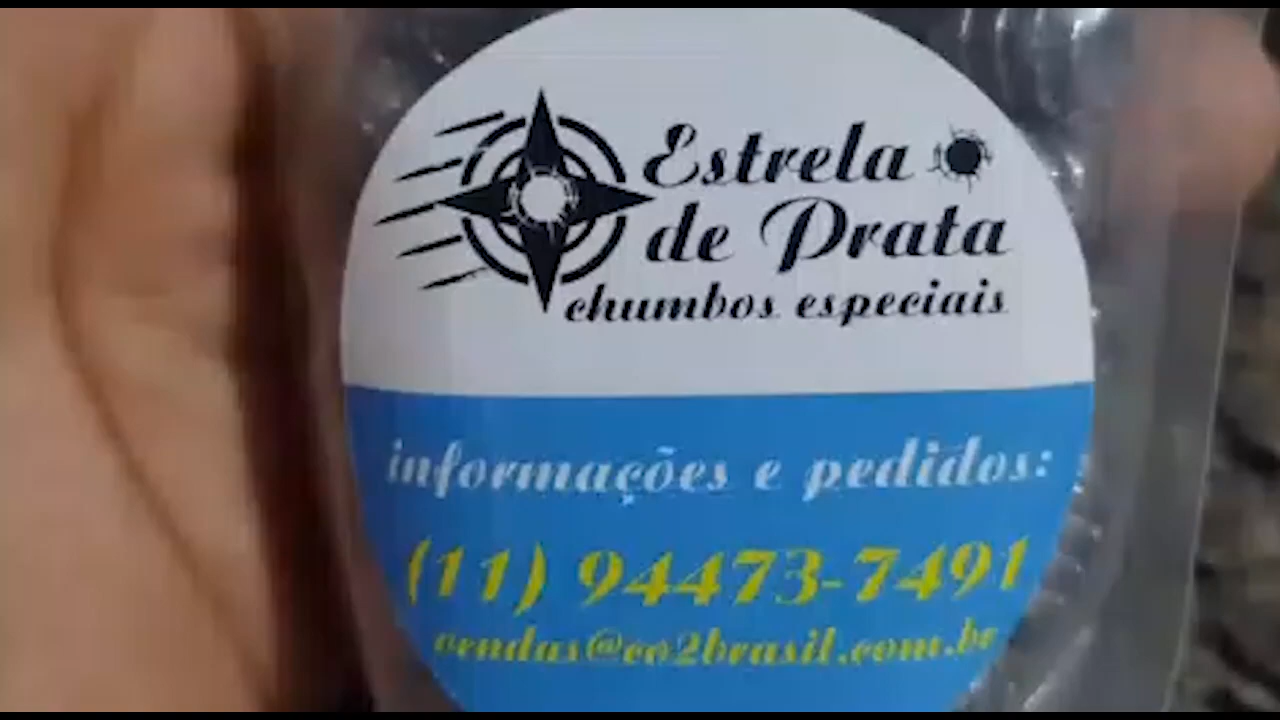 Estrela
de Prata
chumbos especiais
informações e pedidos:
(11) 94473-7491
vendas@co2brasil.com.br